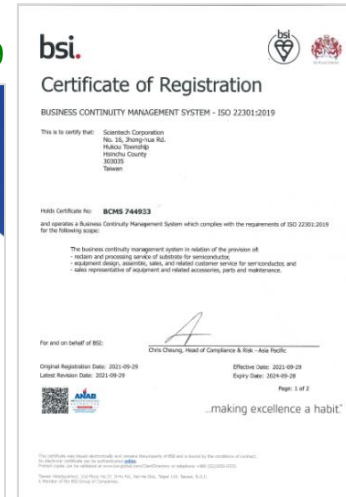 bsi.
bsi
Certificate of Registration
BUSINESS CONTINUITY MANAGEMENT SYSTEM - ISO 22301:2019
This is to certify that: Scientech Corporation
No. 16, Zhong-hua Rd.
Hukou Township
Hsinchu County
303035
Taiwan
Holds Certificate No: BCMS 744933
and operates a Business Continuity Management System which complies with the requirements of ISO 22301:2019
for the following scope:
The business continuity management system in relation of the provision of:
- reclaim and processing service of substrate for semiconductor,
- equipment design, assemble, sales, and related customer service for semiconductor, and
- sales representative of equipment and related accessories, parts and maintenance.
For and on behalf of BSI:
Chris Cheung, Head of Compliance & Risk - Asia Pacific
Original Registration Date: 2021-09-29
Effective Date: 2021-09-29
Latest Revision Date: 2021-09-29
Expiry Date: 2024-09-28
Page: 1 of 2
ANAB
...making excellence a habit.